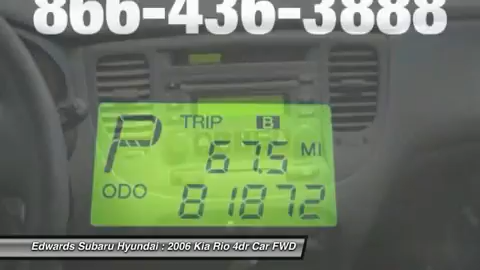 866-436-3888
TRIP B
P 67.5 MI
ODO 81872
Edwards Subaru Hyundai : 2006 Kia Rio 4dr Car FWD